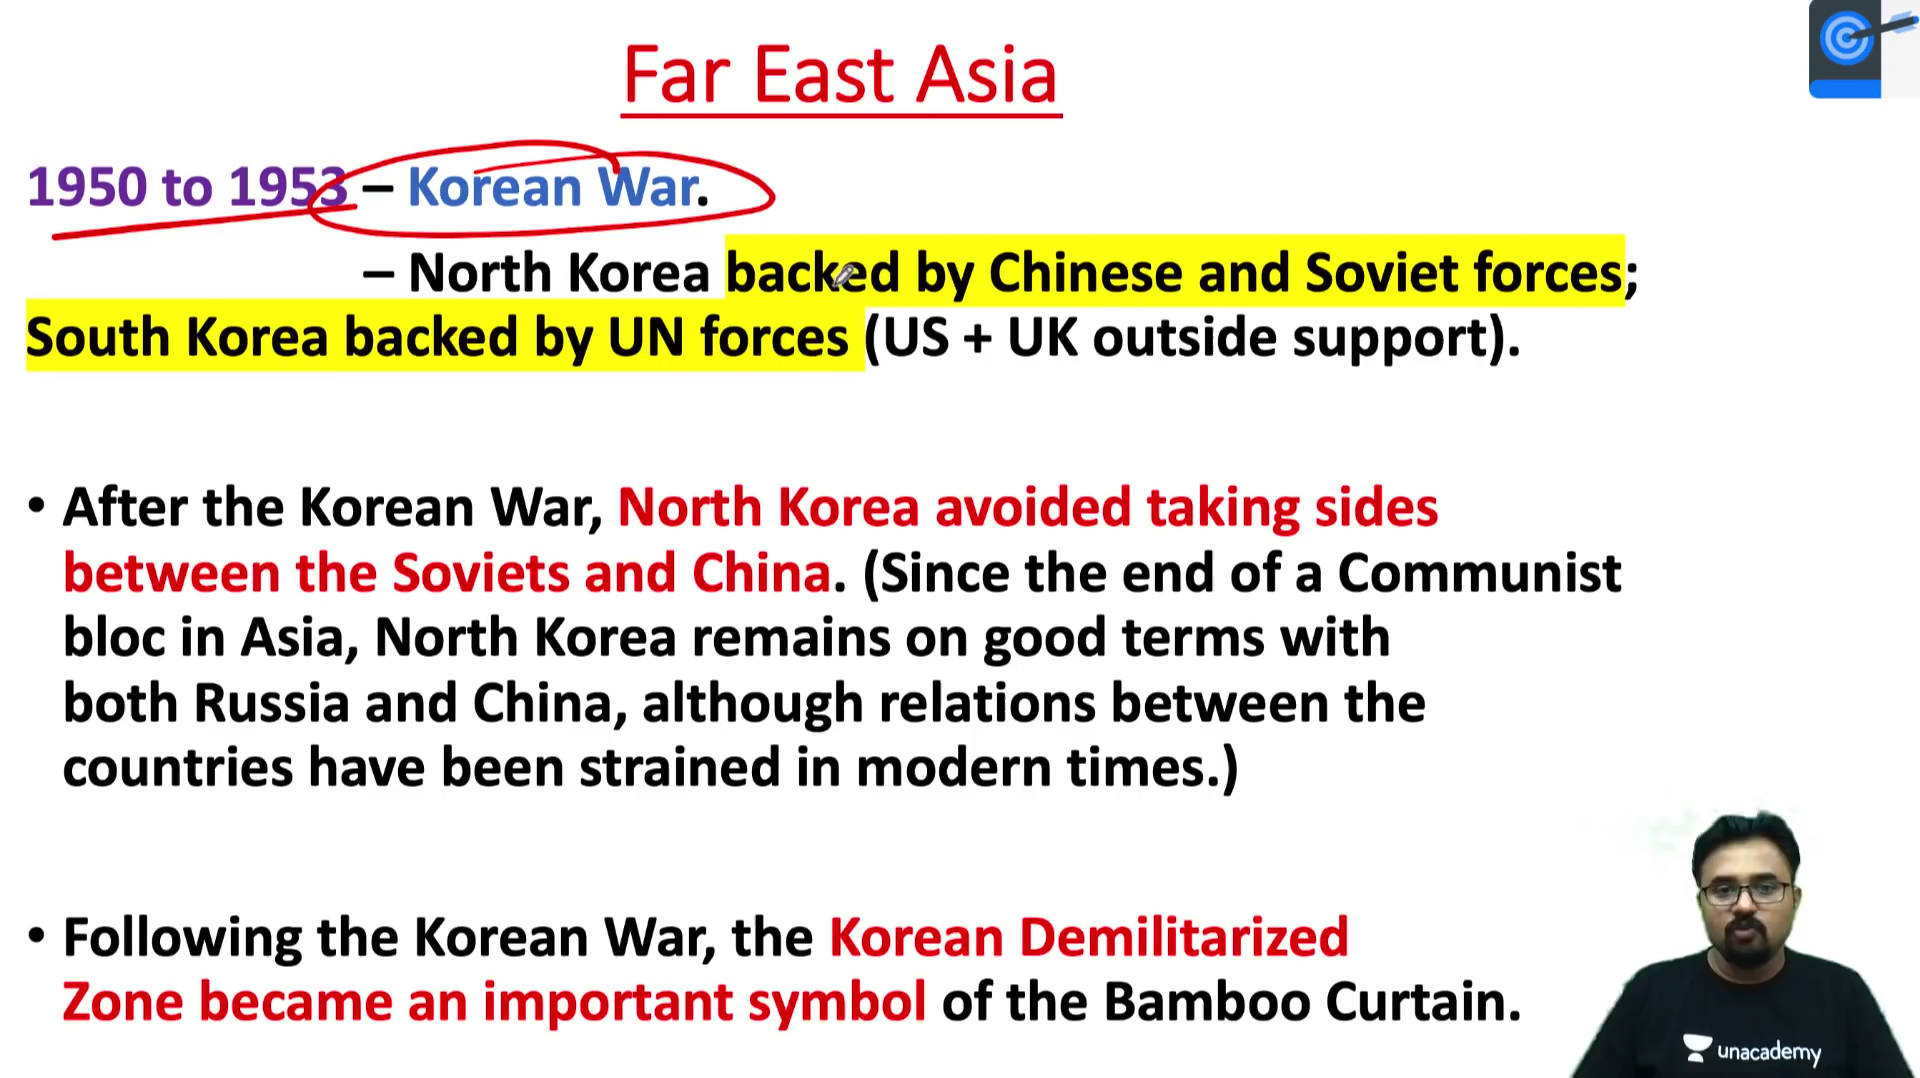 Far East Asia
1950 to 1953 – Korean War.
– North Korea backed by Chinese and Soviet forces;
South Korea backed by UN forces (US + UK outside support).
• After the Korean War, North Korea avoided taking sides
between the Soviets and China. (Since the end of a Communist
bloc in Asia, North Korea remains on good terms with
both Russia and China, although relations between the
countries have been strained in modern times.)
• Following the Korean War, the Korean Demilitarized
Zone became an important symbol of the Bamboo Curtain.
unacademy